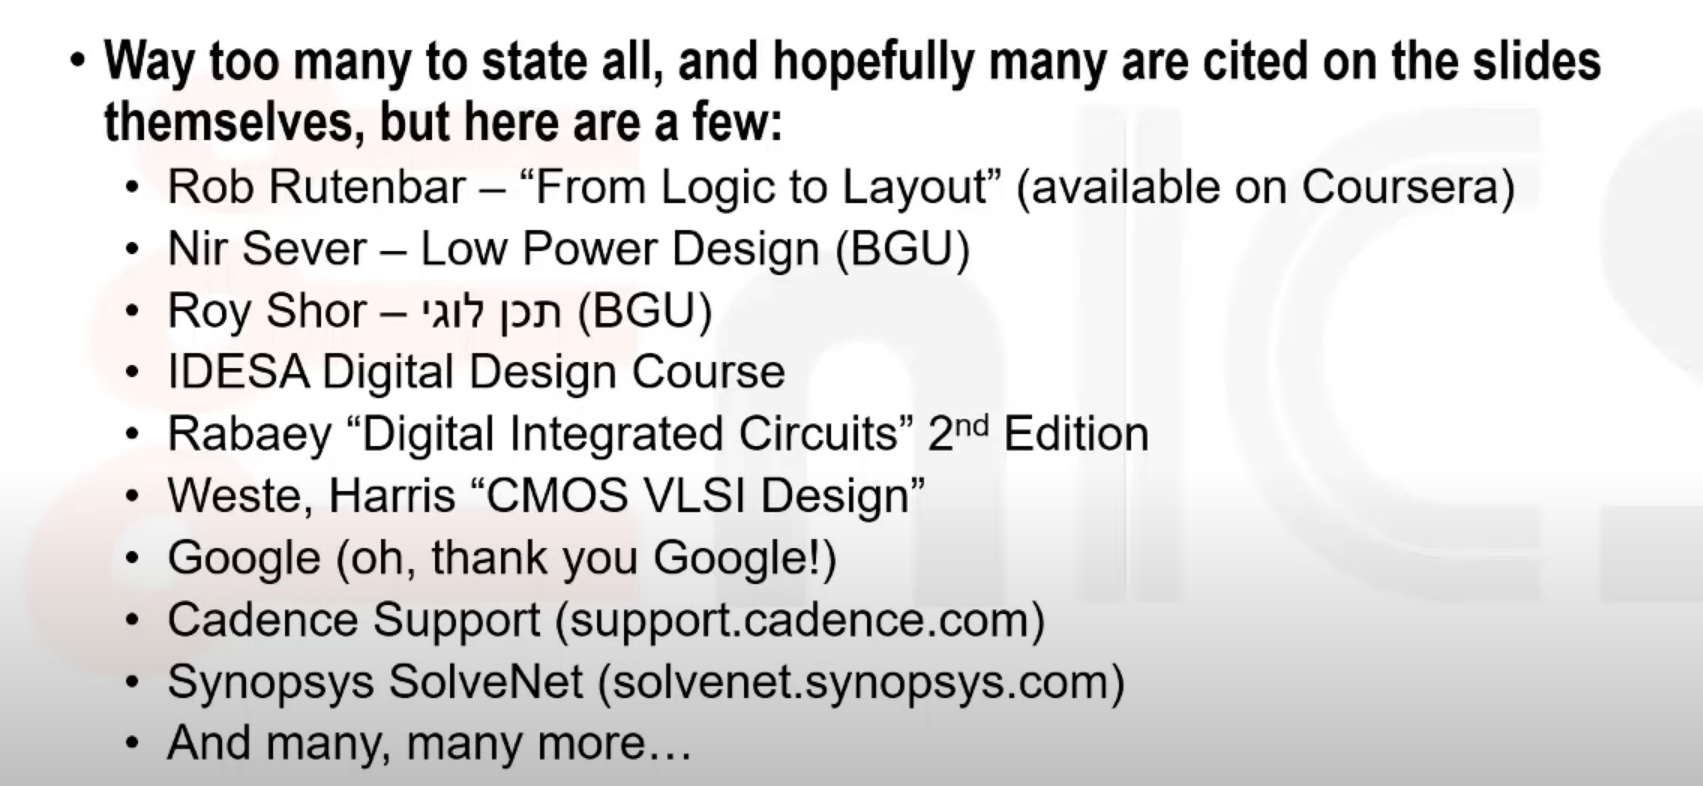 • Way too many to state all, and hopefully many are cited on the slides
themselves, but here are a few:
• Rob Rutenbar – “From Logic to Layout” (available on Coursera)
• Nir Sever – Low Power Design (BGU)
• Roy Shor – תכן לוגי (BGU)
• IDESA Digital Design Course
• Rabaey “Digital Integrated Circuits” 2nd Edition
• Weste, Harris “CMOS VLSI Design”
• Google (oh, thank you Google!)
• Cadence Support (support.cadence.com)
• Synopsys SolveNet (solvenet.synopsys.com)
• And many, many more…